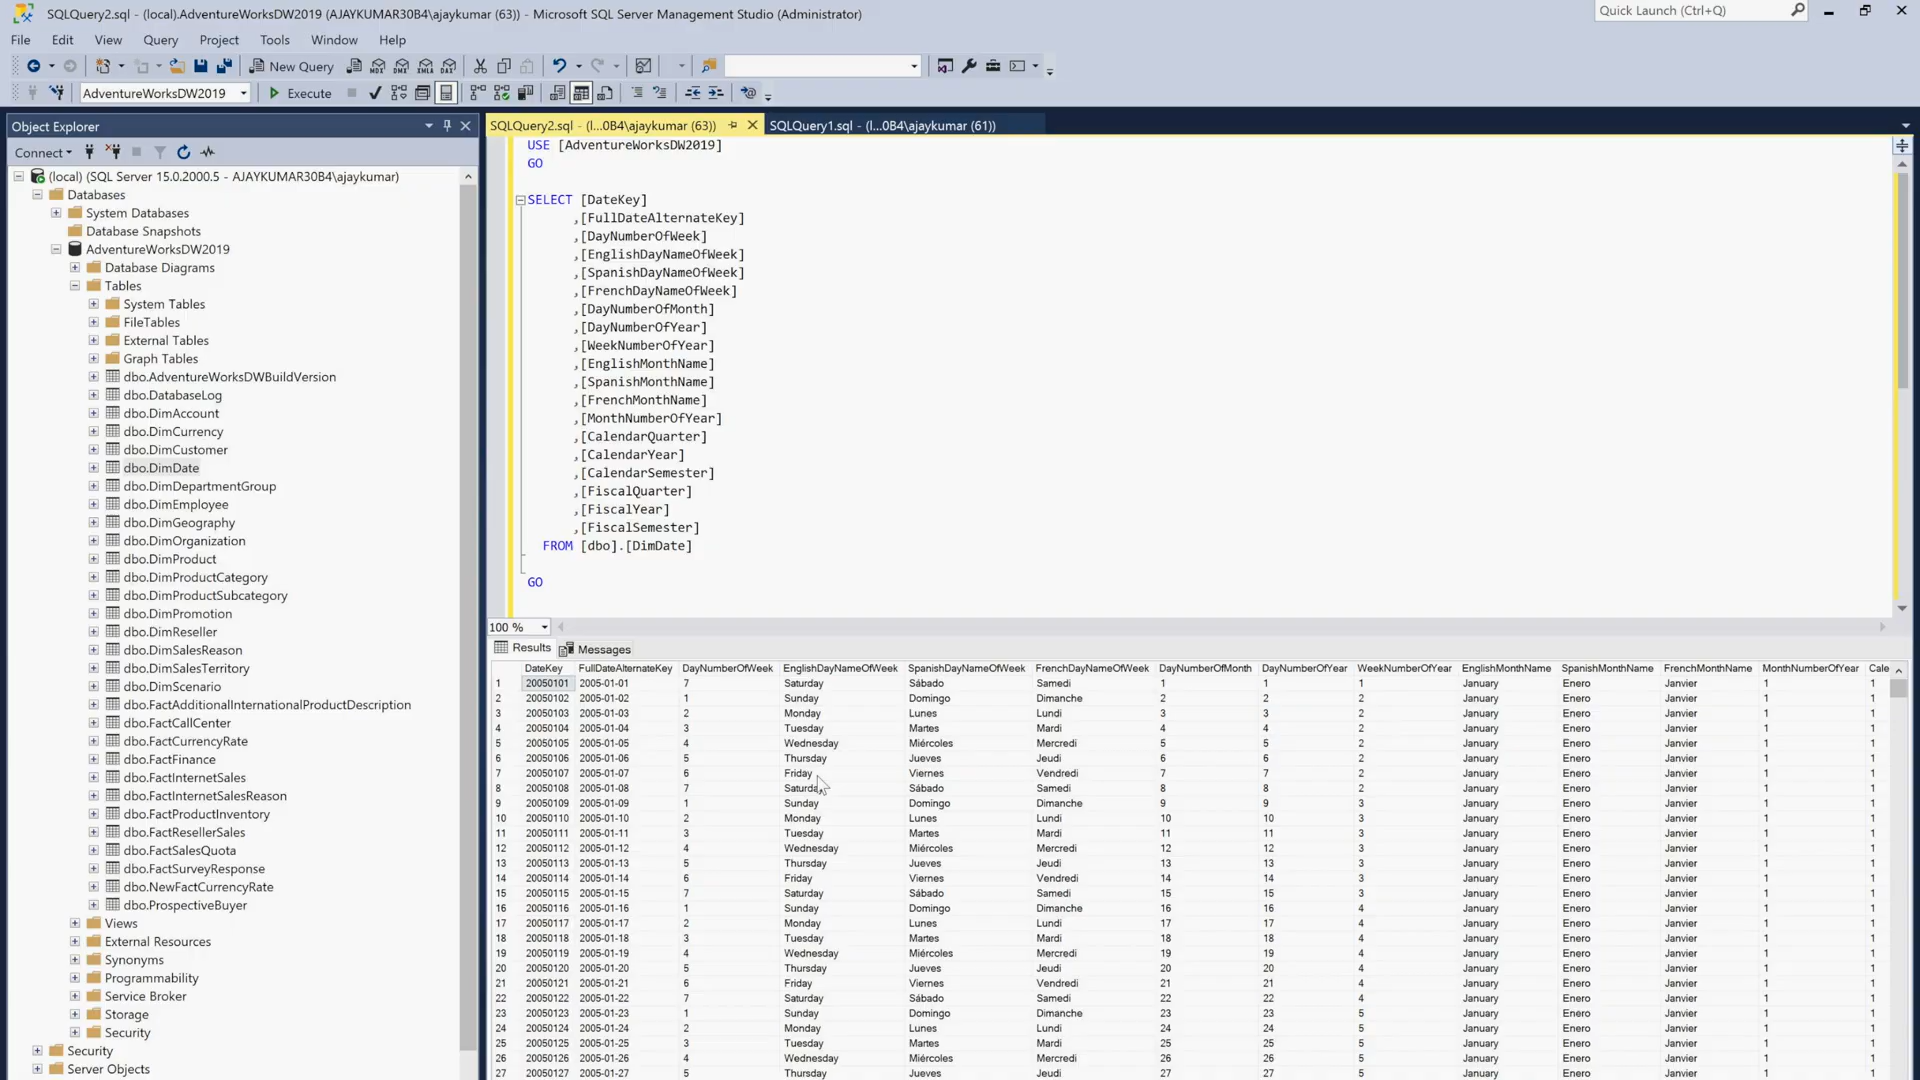 SQLQuery2.sql - (local).AdventureWorksDW2019 (AJAYKUMAR30B4\ajaykumar (63)) - Microsoft SQL Server Management Studio (Administrator)
Quick Launch (Ctrl+Q)
File Edit View Query Project Tools Window Help
New Query
AdventureWorksDW2019 Execute
Object Explorer
Connect
(local) (SQL Server 15.0.2000.5 - AJAYKUMAR30B4\ajaykumar)
Databases
System Databases
Database Snapshots
AdventureWorksDW2019
Database Diagrams
Tables
System Tables
FileTables
External Tables
Graph Tables
dbo.AdventureWorksDWBuildVersion
dbo.DatabaseLog
dbo.DimAccount
dbo.DimCurrency
dbo.DimCustomer
dbo.DimDate
dbo.DimDepartmentGroup
dbo.DimEmployee
dbo.DimGeography
dbo.DimOrganization
dbo.DimProduct
dbo.DimProductCategory
dbo.DimProductSubcategory
dbo.DimPromotion
dbo.DimReseller
dbo.DimSalesReason
dbo.DimSalesTerritory
dbo.DimScenario
dbo.FactAdditionalInternationalProductDescription
dbo.FactCallCenter
dbo.FactCurrencyRate
dbo.FactFinance
dbo.FactInternetSales
dbo.FactInternetSalesReason
dbo.FactProductInventory
dbo.FactResellerSales
dbo.FactSalesQuota
dbo.FactSurveyResponse
dbo.NewFactCurrencyRate
dbo.ProspectiveBuyer
Views
External Resources
Synonyms
Programmability
Service Broker
Storage
Security
Security
Server Objects
SQLQuery2.sql - (l...0B4\ajaykumar (63)) SQLQuery1.sql - (l...0B4\ajaykumar (61))
USE [AdventureWorksDW2019]
GO
SELECT [DateKey]
,[FullDateAlternateKey]
,[DayNumberOfWeek]
,[EnglishDayNameOfWeek]
,[SpanishDayNameOfWeek]
,[FrenchDayNameOfWeek]
,[DayNumberOfMonth]
,[DayNumberOfYear]
,[WeekNumberOfYear]
,[EnglishMonthName]
,[SpanishMonthName]
,[FrenchMonthName]
,[MonthNumberOfYear]
,[CalendarQuarter]
,[CalendarYear]
,[CalendarSemester]
,[FiscalQuarter]
,[FiscalYear]
,[FiscalSemester]
FROM [dbo].[DimDate]
GO
100 %
Results Messages
DateKey FullDateAlternateKey DayNumberOfWeek EnglishDayNameOfWeek SpanishDayNameOfWeek FrenchDayNameOfWeek DayNumberOfMonth DayNumberOfYear WeekNumberOfYear EnglishMonthName SpanishMonthName FrenchMonthName MonthNumberOfYear Cale
1 20050101 2005-01-01 7 Saturday Sábado Samedi 1 1 1 January Enero Janvier 1 1
2 20050102 2005-01-02 1 Sunday Domingo Dimanche 2 2 2 January Enero Janvier 1 1
3 20050103 2005-01-03 2 Monday Lunes Lundi 3 3 2 January Enero Janvier 1 1
4 20050104 2005-01-04 3 Tuesday Martes Mardi 4 4 2 January Enero Janvier 1 1
5 20050105 2005-01-05 4 Wednesday Miércoles Mercredi 5 5 2 January Enero Janvier 1 1
6 20050106 2005-01-06 5 Thursday Jueves Jeudi 6 6 2 January Enero Janvier 1 1
7 20050107 2005-01-07 6 Friday Viernes Vendredi 7 7 2 January Enero Janvier 1 1
8 20050108 2005-01-08 7 Saturday Sábado Samedi 8 8 2 January Enero Janvier 1 1
9 20050109 2005-01-09 1 Sunday Domingo Dimanche 9 9 3 January Enero Janvier 1 1
10 20050110 2005-01-10 2 Monday Lunes Lundi 10 10 3 January Enero Janvier 1 1
11 20050111 2005-01-11 3 Tuesday Martes Mardi 11 11 3 January Enero Janvier 1 1
12 20050112 2005-01-12 4 Wednesday Miércoles Mercredi 12 12 3 January Enero Janvier 1 1
13 20050113 2005-01-13 5 Thursday Jueves Jeudi 13 13 3 January Enero Janvier 1 1
14 20050114 2005-01-14 6 Friday Viernes Vendredi 14 14 3 January Enero Janvier 1 1
15 20050115 2005-01-15 7 Saturday Sábado Samedi 15 15 3 January Enero Janvier 1 1
16 20050116 2005-01-16 1 Sunday Domingo Dimanche 16 16 4 January Enero Janvier 1 1
17 20050117 2005-01-17 2 Monday Lunes Lundi 17 17 4 January Enero Janvier 1 1
18 20050118 2005-01-18 3 Tuesday Martes Mardi 18 18 4 January Enero Janvier 1 1
19 20050119 2005-01-19 4 Wednesday Miércoles Mercredi 19 19 4 January Enero Janvier 1 1
20 20050120 2005-01-20 5 Thursday Jueves Jeudi 20 20 4 January Enero Janvier 1 1
21 20050121 2005-01-21 6 Friday Viernes Vendredi 21 21 4 January Enero Janvier 1 1
22 20050122 2005-01-22 7 Saturday Sábado Samedi 22 22 4 January Enero Janvier 1 1
23 20050123 2005-01-23 1 Sunday Domingo Dimanche 23 23 5 January Enero Janvier 1 1
24 20050124 2005-01-24 2 Monday Lunes Lundi 24 24 5 January Enero Janvier 1 1
25 20050125 2005-01-25 3 Tuesday Martes Mardi 25 25 5 January Enero Janvier 1 1
26 20050126 2005-01-26 4 Wednesday Miércoles Mercredi 26 26 5 January Enero Janvier 1 1
27 20050127 2005-01-27 5 Thursday Jueves Jeudi 27 27 5 January Enero Janvier 1 1